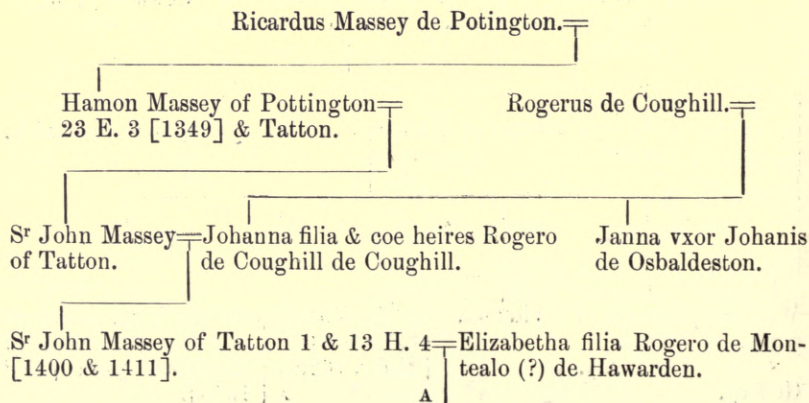 Ricardus Massey de Potington.
Hamon Massey of Pottington
23 E. 3 [1349] & Tatton.
Rogerus de Coughill.
Sʳ John Massey
of Tatton.
Johanna filia & coe heires Rogero
de Coughill de Coughill.
Janna vxor Johanis
de Osbaldeston.
Sʳ John Massey of Tatton 1 & 13 H. 4
[1400 & 1411].
Elizabetha filia Rogero de Mon-
tealo (?) de Hawarden.
A